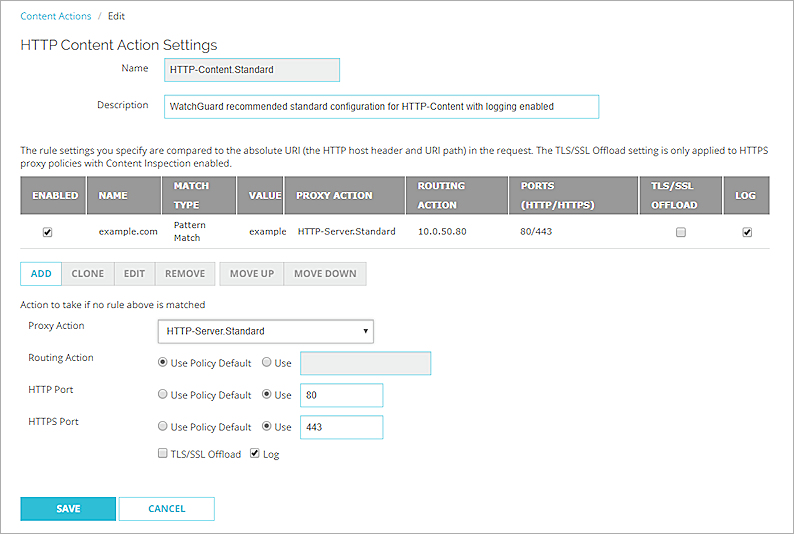 Content Actions / Edit
HTTP Content Action Settings
Name HTTP-Content.Standard
Description WatchGuard recommended standard configuration for HTTP-Content with logging enabled
The rule settings you specify are compared to the absolute URI (the HTTP host header and URI path) in the request. The TLS/SSL Offload setting is only applied to HTTPS
proxy policies with Content Inspection enabled.
ENABLED NAME MATCH TYPE VALUE PROXY ACTION ROUTING ACTION PORTS (HTTP/HTTPS) TLS/SSL OFFLOAD LOG
example.com Pattern Match example HTTP-Server.Standard 10.0.50.80 80/443
ADD CLONE EDIT REMOVE MOVE UP MOVE DOWN
Action to take if no rule above is matched
Proxy Action HTTP-Server.Standard
Routing Action Use Policy Default Use
HTTP Port Use Policy Default Use 80
HTTPS Port Use Policy Default Use 443
TLS/SSL Offload Log
SAVE CANCEL